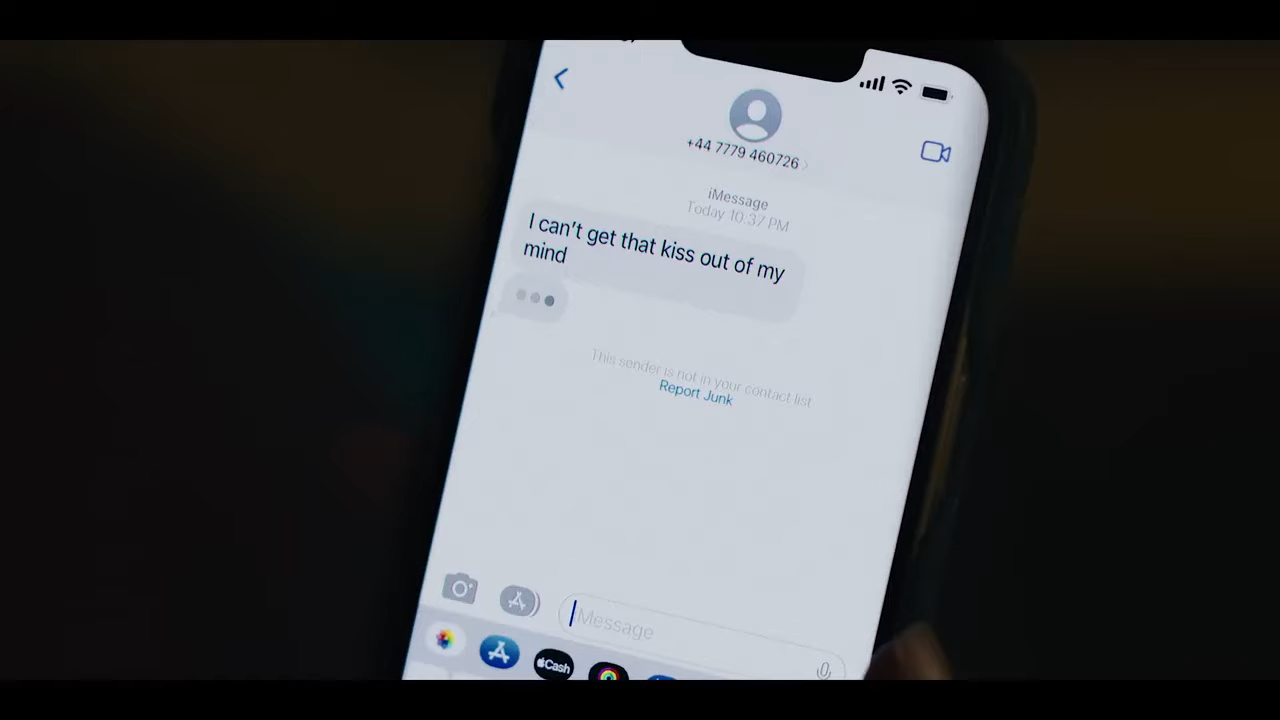 +44 7779 460726
iMessage
Today 10:37 PM
I can't get that kiss out of my
mind
This sender is not in your contact list
Report Junk
Message
Cash